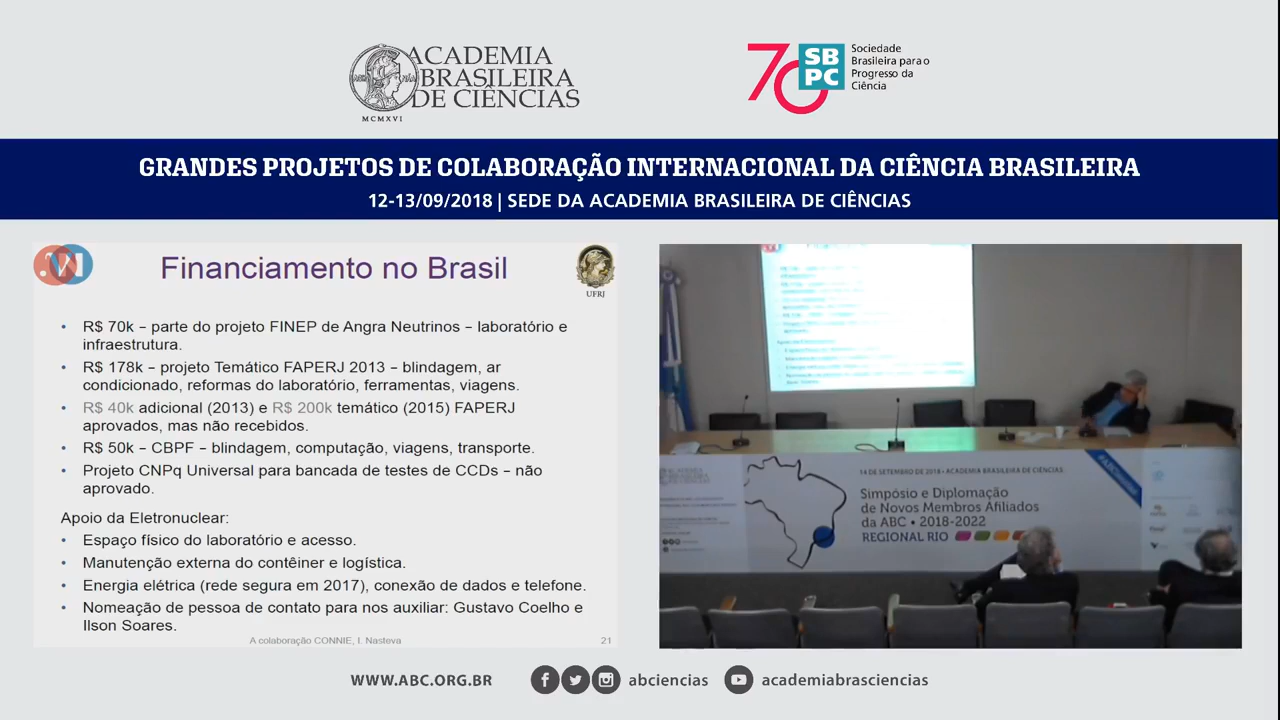 ACADEMIA
BRASILEIRA
DE CIÊNCIAS
MCMXVI
70
SB
PC
Sociedade
Brasileira para o
Progresso da
Ciência
GRANDES PROJETOS DE COLABORAÇÃO INTERNACIONAL DA CIÊNCIA BRASILEIRA
12-13/09/2018 | SEDE DA ACADEMIA BRASILEIRA DE CIÊNCIAS
Financiamento no Brasil
UFRJ
• R$ 70k – parte do projeto FINEP de Angra Neutrinos – laboratório e
infraestrutura.
• R$ 178k – projeto Temático FAPERJ 2013 – blindagem, ar
condicionado, reformas do laboratório, ferramentas, viagens.
• R$ 40k adicional (2013) e R$ 200k temático (2015) FAPERJ
aprovados, mas não recebidos.
• R$ 50k – CBPF – blindagem, computação, viagens, transporte.
• Projeto CNPq Universal para bancada de testes de CCDs – não
aprovado.
Apoio da Eletronuclear:
• Espaço físico do laboratório e acesso.
• Manutenção externa do contêiner e logística.
• Energia elétrica (rede segura em 2017), conexão de dados e telefone.
• Nomeação de pessoa de contato para nos auxiliar: Gustavo Coelho e
Ilson Soares.
A colaboração CONNIE, I. Nasteva
21
14 DE SETEMBRO DE 2018 • ACADEMIA BRASILEIRA DE CIÊNCIAS
Simpósio e Diplomação
de Novos Membros Afiliados
da ABC • 2018-2022
REGIONAL RIO
WWW.ABC.ORG.BR
abciencias
academiabrasciencias